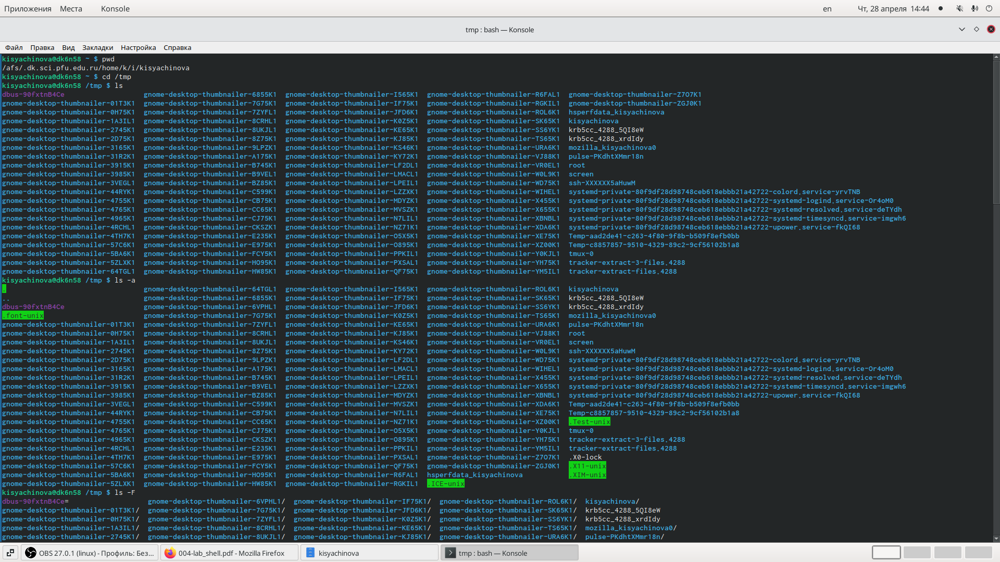 Приложения Места Konsole en Чт, 28 апреля 14:44
tmp : bash — Konsole
Файл Правка Вид Закладки Настройка Справка
kisyachinova@dk6n58 ~ $ pwd
/afs/.dk.sci.pfu.edu.ru/home/k/i/kisyachinova
kisyachinova@dk6n58 ~ $ cd /tmp
kisyachinova@dk6n58 /tmp $ ls
dbus-90fxtnB4Ce gnome-desktop-thumbnailer-6855K1 gnome-desktop-thumbnailer-I565K1 gnome-desktop-thumbnailer-R6FAL1 gnome-desktop-thumbnailer-Z7O7K1
gnome-desktop-thumbnailer-01T3K1 gnome-desktop-thumbnailer-7G75K1 gnome-desktop-thumbnailer-IF75K1 gnome-desktop-thumbnailer-RGKIL1 gnome-desktop-thumbnailer-ZGJ0K1
gnome-desktop-thumbnailer-0H75K1 gnome-desktop-thumbnailer-7ZYFL1 gnome-desktop-thumbnailer-JFD6K1 gnome-desktop-thumbnailer-ROL6K1 hsperfdata_kisyachinova
gnome-desktop-thumbnailer-1A3IL1 gnome-desktop-thumbnailer-8CRHL1 gnome-desktop-thumbnailer-K0Z5K1 gnome-desktop-thumbnailer-SK65K1 kisyachinova
gnome-desktop-thumbnailer-2745K1 gnome-desktop-thumbnailer-8UKJL1 gnome-desktop-thumbnailer-KE65K1 gnome-desktop-thumbnailer-SS6YK1 krb5cc_4288_5QI8eW
gnome-desktop-thumbnailer-2D75K1 gnome-desktop-thumbnailer-8Z75K1 gnome-desktop-thumbnailer-KJ85K1 gnome-desktop-thumbnailer-TS65K1 krb5cc_4288_xrdIdy
gnome-desktop-thumbnailer-3165K1 gnome-desktop-thumbnailer-9LPZK1 gnome-desktop-thumbnailer-KS46K1 gnome-desktop-thumbnailer-URA6K1 mozilla_kisyachinova0
gnome-desktop-thumbnailer-31R2K1 gnome-desktop-thumbnailer-A175K1 gnome-desktop-thumbnailer-KY72K1 gnome-desktop-thumbnailer-VJ88K1 pulse-PKdhtXMmr18n
gnome-desktop-thumbnailer-3915K1 gnome-desktop-thumbnailer-B745K1 gnome-desktop-thumbnailer-LF2DL1 gnome-desktop-thumbnailer-VR0EL1 root
gnome-desktop-thumbnailer-3985K1 gnome-desktop-thumbnailer-B9VEL1 gnome-desktop-thumbnailer-LMACL1 gnome-desktop-thumbnailer-W0L9K1 screen
gnome-desktop-thumbnailer-3VEGL1 gnome-desktop-thumbnailer-BZ85K1 gnome-desktop-thumbnailer-LPEIL1 gnome-desktop-thumbnailer-WD75K1 ssh-XXXXXX5aHuwM
gnome-desktop-thumbnailer-44RYK1 gnome-desktop-thumbnailer-C599K1 gnome-desktop-thumbnailer-LZZXK1 gnome-desktop-thumbnailer-WIHEL1 systemd-private-80f9df28d98748ceb618ebbb21a42722-colord.service-yrvTNB
gnome-desktop-thumbnailer-4755K1 gnome-desktop-thumbnailer-CB75K1 gnome-desktop-thumbnailer-MDYZK1 gnome-desktop-thumbnailer-X455K1 systemd-private-80f9df28d98748ceb618ebbb21a42722-systemd-logind.service-Or4oM0
gnome-desktop-thumbnailer-4765K1 gnome-desktop-thumbnailer-CC65K1 gnome-desktop-thumbnailer-MVSZK1 gnome-desktop-thumbnailer-X655K1 systemd-private-80f9df28d98748ceb618ebbb21a42722-systemd-resolved.service-deTYdh
gnome-desktop-thumbnailer-4965K1 gnome-desktop-thumbnailer-CJ75K1 gnome-desktop-thumbnailer-N7LIL1 gnome-desktop-thumbnailer-XBNBL1 systemd-private-80f9df28d98748ceb618ebbb21a42722-systemd-timesyncd.service-imgwh6
gnome-desktop-thumbnailer-4RCHL1 gnome-desktop-thumbnailer-CKSZK1 gnome-desktop-thumbnailer-NZ71K1 gnome-desktop-thumbnailer-XDA6K1 systemd-private-80f9df28d98748ceb618ebbb21a42722-upower.service-fkQI68
gnome-desktop-thumbnailer-4TH7K1 gnome-desktop-thumbnailer-E235K1 gnome-desktop-thumbnailer-O5X5K1 gnome-desktop-thumbnailer-XE75K1 Temp-aad2de41-c263-4f80-9f8b-b509f8efb0bb
gnome-desktop-thumbnailer-57C6K1 gnome-desktop-thumbnailer-E975K1 gnome-desktop-thumbnailer-O895K1 gnome-desktop-thumbnailer-XZ00K1 Temp-c8857857-9510-4329-89c2-9cf56102b1a8
gnome-desktop-thumbnailer-5BA6K1 gnome-desktop-thumbnailer-FCY5K1 gnome-desktop-thumbnailer-PPKIL1 gnome-desktop-thumbnailer-Y0KJL1 tmux-0
gnome-desktop-thumbnailer-5ZLXK1 gnome-desktop-thumbnailer-HO95K1 gnome-desktop-thumbnailer-PXSAL1 gnome-desktop-thumbnailer-YH75K1 tracker-extract-3-files.4288
gnome-desktop-thumbnailer-64TGL1 gnome-desktop-thumbnailer-HW85K1 gnome-desktop-thumbnailer-QF75K1 gnome-desktop-thumbnailer-YM5IL1 tracker-extract-files.4288
kisyachinova@dk6n58 /tmp $ ls -a
. gnome-desktop-thumbnailer-64TGL1 gnome-desktop-thumbnailer-I565K1 gnome-desktop-thumbnailer-ROL6K1 kisyachinova
.. gnome-desktop-thumbnailer-6855K1 gnome-desktop-thumbnailer-IF75K1 gnome-desktop-thumbnailer-SK65K1 krb5cc_4288_5QI8eW
dbus-90fxtnB4Ce gnome-desktop-thumbnailer-6VPHL1 gnome-desktop-thumbnailer-JFD6K1 gnome-desktop-thumbnailer-SS6YK1 krb5cc_4288_xrdIdy
.font-unix gnome-desktop-thumbnailer-7G75K1 gnome-desktop-thumbnailer-K0Z5K1 gnome-desktop-thumbnailer-TS65K1 mozilla_kisyachinova0
gnome-desktop-thumbnailer-01T3K1 gnome-desktop-thumbnailer-7ZYFL1 gnome-desktop-thumbnailer-KE65K1 gnome-desktop-thumbnailer-URA6K1 pulse-PKdhtXMmr18n
gnome-desktop-thumbnailer-0H75K1 gnome-desktop-thumbnailer-8CRHL1 gnome-desktop-thumbnailer-KJ85K1 gnome-desktop-thumbnailer-VJ88K1 root
gnome-desktop-thumbnailer-1A3IL1 gnome-desktop-thumbnailer-8UKJL1 gnome-desktop-thumbnailer-KS46K1 gnome-desktop-thumbnailer-VR0EL1 screen
gnome-desktop-thumbnailer-2745K1 gnome-desktop-thumbnailer-8Z75K1 gnome-desktop-thumbnailer-KY72K1 gnome-desktop-thumbnailer-W0L9K1 ssh-XXXXXX5aHuwM
gnome-desktop-thumbnailer-2D75K1 gnome-desktop-thumbnailer-9LPZK1 gnome-desktop-thumbnailer-LF2DL1 gnome-desktop-thumbnailer-WD75K1 systemd-private-80f9df28d98748ceb618ebbb21a42722-colord.service-yrvTNB
gnome-desktop-thumbnailer-3165K1 gnome-desktop-thumbnailer-A175K1 gnome-desktop-thumbnailer-LMACL1 gnome-desktop-thumbnailer-WIHEL1 systemd-private-80f9df28d98748ceb618ebbb21a42722-systemd-logind.service-Or4oM0
gnome-desktop-thumbnailer-31R2K1 gnome-desktop-thumbnailer-B745K1 gnome-desktop-thumbnailer-LPEIL1 gnome-desktop-thumbnailer-X455K1 systemd-private-80f9df28d98748ceb618ebbb21a42722-systemd-resolved.service-deTYdh
gnome-desktop-thumbnailer-3915K1 gnome-desktop-thumbnailer-B9VEL1 gnome-desktop-thumbnailer-LZZXK1 gnome-desktop-thumbnailer-X655K1 systemd-private-80f9df28d98748ceb618ebbb21a42722-systemd-timesyncd.service-imgwh6
gnome-desktop-thumbnailer-3985K1 gnome-desktop-thumbnailer-BZ85K1 gnome-desktop-thumbnailer-MDYZK1 gnome-desktop-thumbnailer-XBNBL1 systemd-private-80f9df28d98748ceb618ebbb21a42722-upower.service-fkQI68
gnome-desktop-thumbnailer-3VEGL1 gnome-desktop-thumbnailer-C599K1 gnome-desktop-thumbnailer-MVSZK1 gnome-desktop-thumbnailer-XDA6K1 Temp-aad2de41-c263-4f80-9f8b-b509f8efb0bb
gnome-desktop-thumbnailer-44RYK1 gnome-desktop-thumbnailer-CB75K1 gnome-desktop-thumbnailer-N7LIL1 gnome-desktop-thumbnailer-XE75K1 Temp-c8857857-9510-4329-89c2-9cf56102b1a8
gnome-desktop-thumbnailer-4755K1 gnome-desktop-thumbnailer-CC65K1 gnome-desktop-thumbnailer-NZ71K1 gnome-desktop-thumbnailer-XZ00K1 .Test-unix
gnome-desktop-thumbnailer-4765K1 gnome-desktop-thumbnailer-CJ75K1 gnome-desktop-thumbnailer-O5X5K1 gnome-desktop-thumbnailer-Y0KJL1 tmux-0
gnome-desktop-thumbnailer-4965K1 gnome-desktop-thumbnailer-CKSZK1 gnome-desktop-thumbnailer-O895K1 gnome-desktop-thumbnailer-YH75K1 tracker-extract-3-files.4288
gnome-desktop-thumbnailer-4RCHL1 gnome-desktop-thumbnailer-E235K1 gnome-desktop-thumbnailer-PPKIL1 gnome-desktop-thumbnailer-YM5IL1 tracker-extract-files.4288
gnome-desktop-thumbnailer-4TH7K1 gnome-desktop-thumbnailer-E975K1 gnome-desktop-thumbnailer-PXSAL1 gnome-desktop-thumbnailer-Z7O7K1 .X0-lock
gnome-desktop-thumbnailer-57C6K1 gnome-desktop-thumbnailer-FCY5K1 gnome-desktop-thumbnailer-QF75K1 gnome-desktop-thumbnailer-ZGJ0K1 .X11-unix
gnome-desktop-thumbnailer-5BA6K1 gnome-desktop-thumbnailer-HO95K1 gnome-desktop-thumbnailer-R6FAL1 hsperfdata_kisyachinova .XIM-unix
gnome-desktop-thumbnailer-5ZLXK1 gnome-desktop-thumbnailer-HW85K1 gnome-desktop-thumbnailer-RGKIL1 .ICE-unix
kisyachinova@dk6n58 /tmp $ ls -F
dbus-90fxtnB4Ce= gnome-desktop-thumbnailer-6VPHL1/ gnome-desktop-thumbnailer-IF75K1/ gnome-desktop-thumbnailer-ROL6K1/ kisyachinova/
gnome-desktop-thumbnailer-01T3K1/ gnome-desktop-thumbnailer-7G75K1/ gnome-desktop-thumbnailer-JFD6K1/ gnome-desktop-thumbnailer-SK65K1/ krb5cc_4288_5QI8eW
gnome-desktop-thumbnailer-0H75K1/ gnome-desktop-thumbnailer-7ZYFL1/ gnome-desktop-thumbnailer-K0Z5K1/ gnome-desktop-thumbnailer-SS6YK1/ krb5cc_4288_xrdIdy
gnome-desktop-thumbnailer-1A3IL1/ gnome-desktop-thumbnailer-8CRHL1/ gnome-desktop-thumbnailer-KE65K1/ gnome-desktop-thumbnailer-TS65K1/ mozilla_kisyachinova0/
gnome-desktop-thumbnailer-2745K1/ gnome-desktop-thumbnailer-8UKJL1/ gnome-desktop-thumbnailer-KJ85K1/ gnome-desktop-thumbnailer-URA6K1/ pulse-PKdhtXMmr18n/
OBS 27.0.1 (linux) - Профиль: Без... 004-lab_shell.pdf - Mozilla Firefox kisyachinova tmp : bash — Konsole